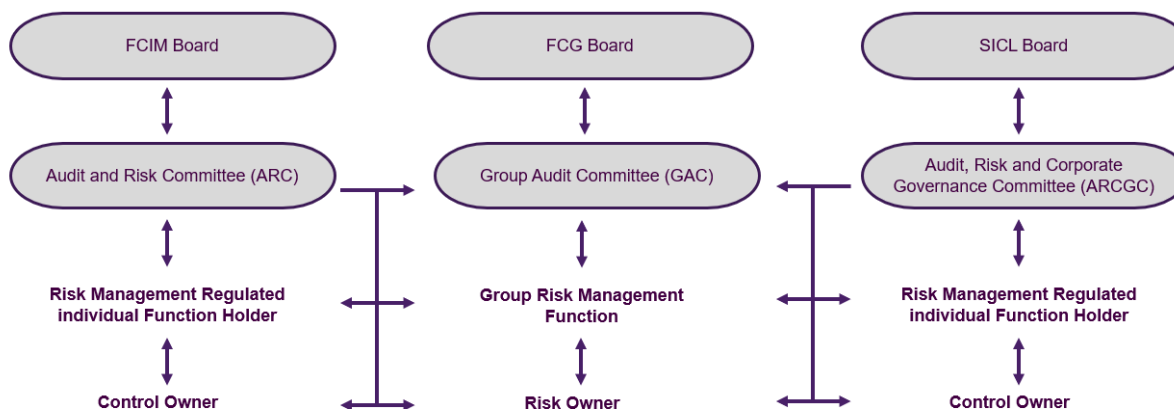 FCIM Board
FCG Board
SICL Board
Audit and Risk Committee (ARC)
Group Audit Committee (GAC)
Audit, Risk and Corporate
Governance Committee (ARCGC)
Risk Management Regulated
individual Function Holder
Group Risk Management
Function
Risk Management Regulated
individual Function Holder
Control Owner
Risk Owner
Control Owner